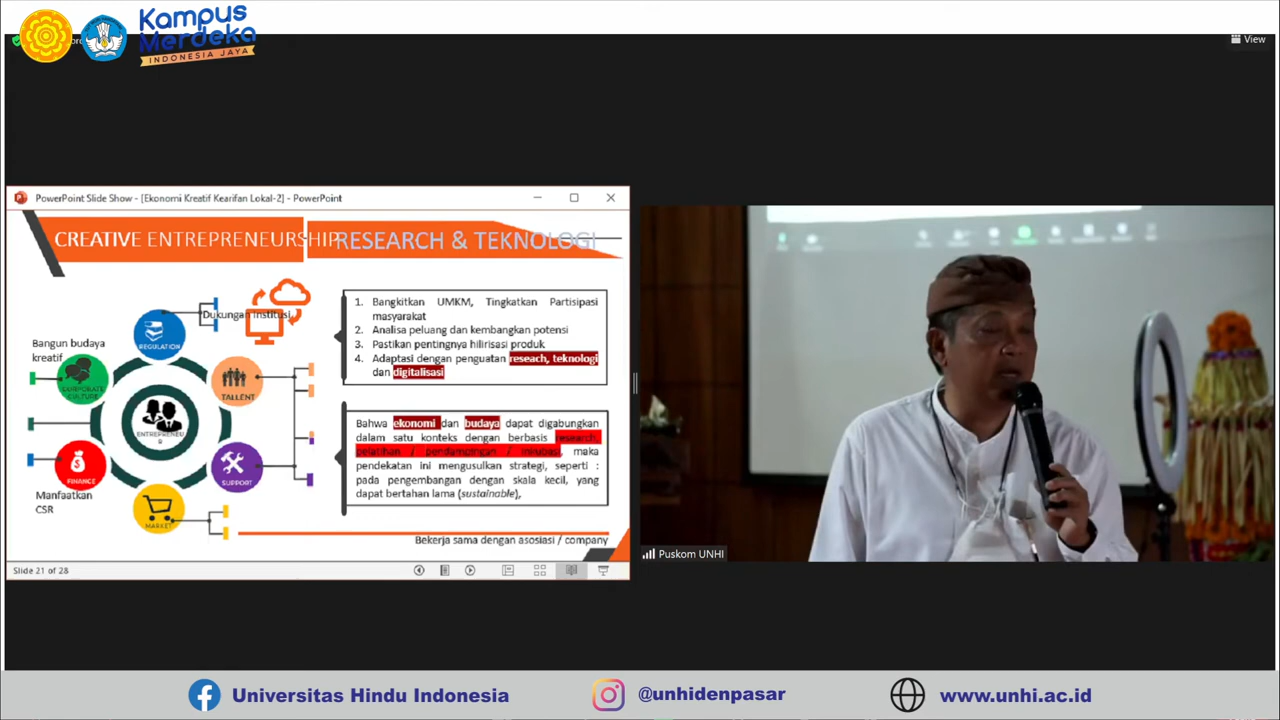 Kampus
Merdeka
INDONESIA JAYA
View
PowerPoint Slide Show - [Ekonomi Kreatif Kearifan Lokal-2] - PowerPoint
CREATIVE ENTREPRENEURSHIP
RESEARCH & TEKNOLOGI
Dukungan Institusi
REGULATION
Bangun budaya
kreatif
CORPORATE
CULTURE
TALLENT
ENTREPRENEU
R
FINANCE
SUPPORT
Manfaatkan
CSR
MARKET
1. Bangkitkan UMKM, Tingkatkan Partisipasi
masyarakat
2. Analisa peluang dan kembangkan potensi
3. Pastikan pentingnya hilirisasi produk
4. Adaptasi dengan penguatan reseach, teknologi
dan digitalisasi
Bahwa ekonomi dan budaya dapat digabungkan
dalam satu konteks dengan berbasis research,
pelatihan / pendampingan / inkubasi, maka
pendekatan ini mengusulkan strategi, seperti :
pada pengembangan dengan skala kecil, yang
dapat bertahan lama (sustainable),
Bekerja sama dengan asosiasi / company
Slide 21 of 28
Puskom UNHI
Universitas Hindu Indonesia
@unhidenpasar
www.unhi.ac.id